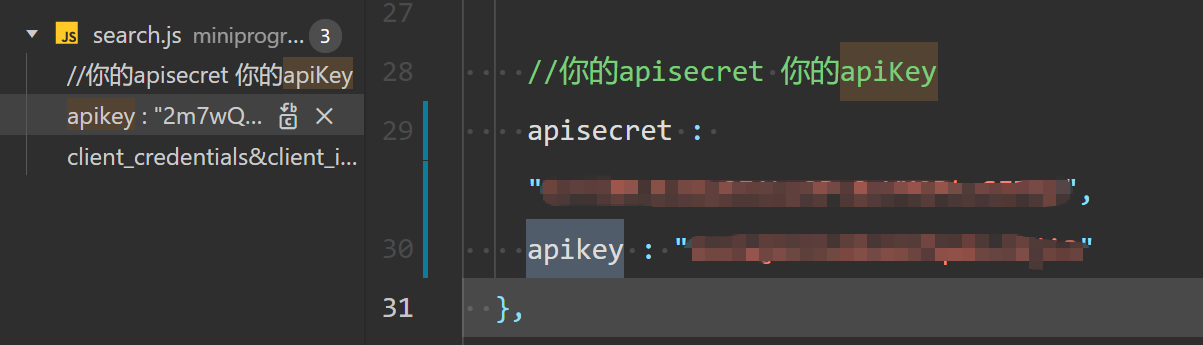 JS search.js miniprogr... 3
//你的apisecret 你的apiKey
apikey : "2m7wQ...
client_credentials&client_i...
27
28 //你的apisecret 你的apiKey
29 apisecret :
"",
30 apikey : ""
31 },